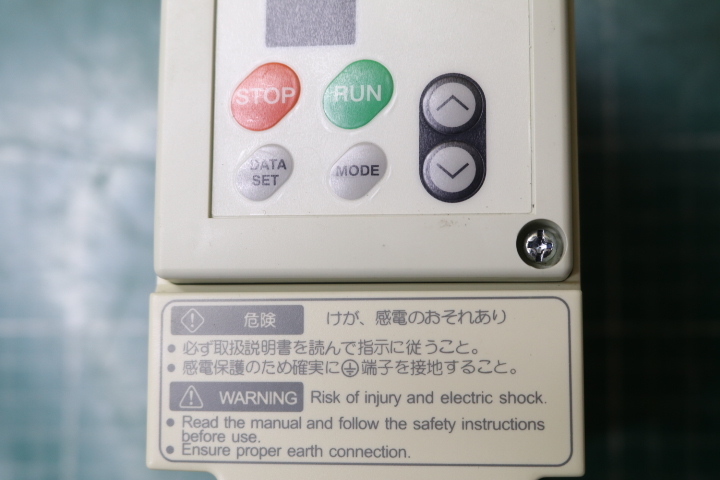 STOP
RUN
DATA SET
MODE
危険 けが、感電のおそれあり
● 必ず取扱説明書を読んで指示に従うこと。
● 感電保護のため確実に⏚端子を接地すること。
WARNING Risk of injury and electric shock.
● Read the manual and follow the safety instructions
before use.
● Ensure proper earth connection.